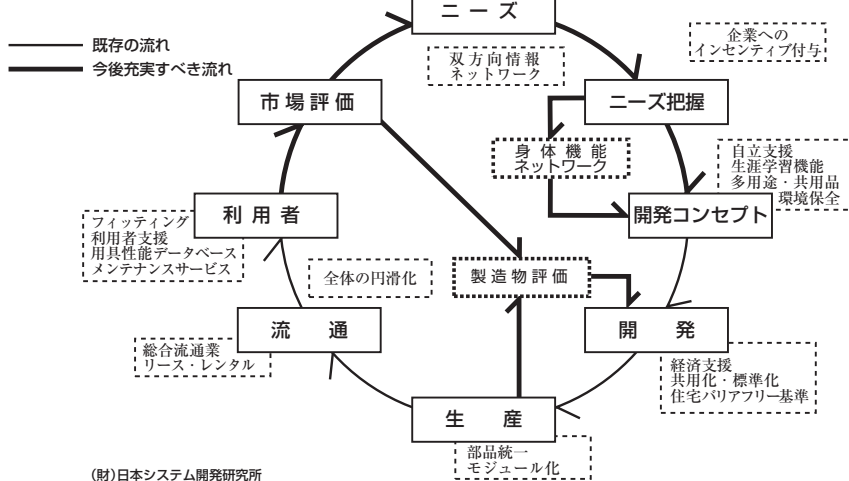 ニーズ
既存の流れ
今後充実すべき流れ
双方向情報
ネットワーク
企業への
インセンティブ付与
市場評価
ニーズ把握
身体機能
ネットワーク
自立支援
生涯学習機能
多用途・共用品
環境保全
利用者
開発コンセプト
フィッティング
利用者支援
用具性能データベース
メンテナンスサービス
全体の円滑化
製造物評価
流通
開発
総合流通業
リース・レンタル
経済支援
共用化・標準化
住宅バリアフリー基準
生産
部品統一
モジュール化
(財)日本システム開発研究所